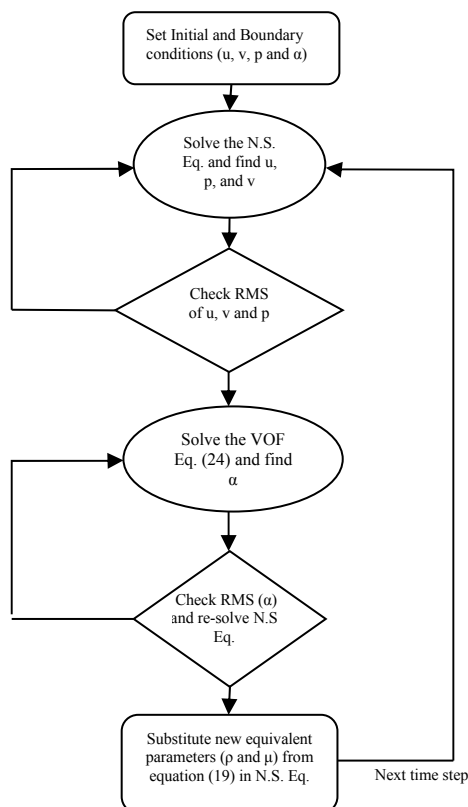 Set Initial and Boundary
conditions (u, v, p and α)
Solve the N.S.
Eq. and find u,
p, and v
Check RMS
of u, v and p
Solve the VOF
Eq. (24) and find
α
Check RMS (α)
and re-solve N.S
Eq.
Substitute new equivalent
parameters (ρ and μ) from
equation (19) in N.S. Eq.
Next time step